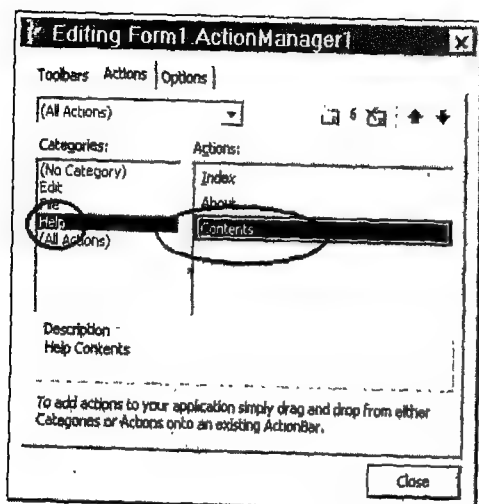 Editing Form1.ActionManager1
Toolbars Actions Options
(All Actions)
Categories: Actions:
(No Category) Index
Edit
File About
Help Contents
(All Actions)
Description
Help Contents
To add actions to your application simply drag and drop from either
Categories or Actions onto an existing ActionBar.
Close